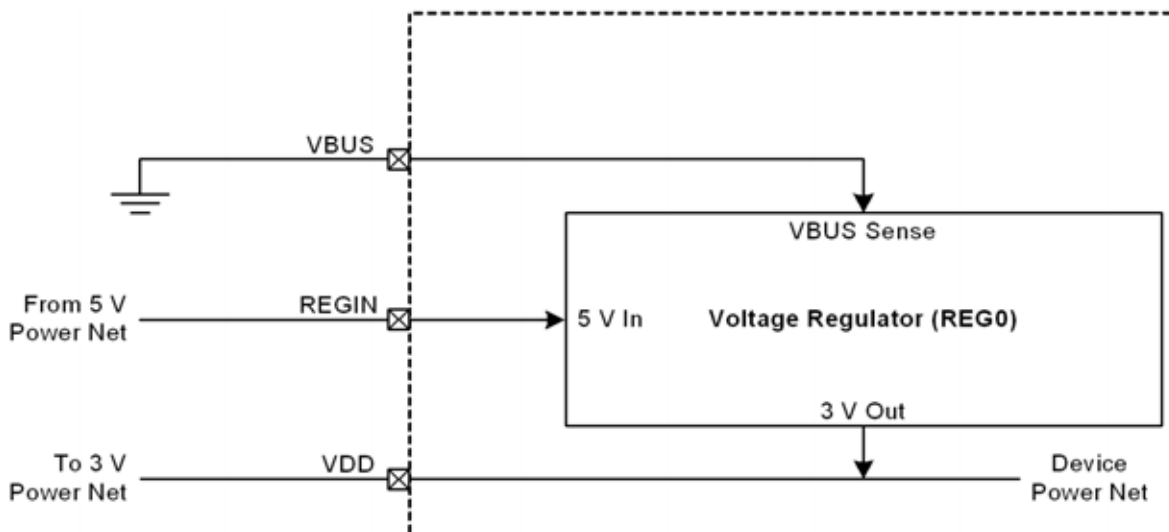 VBUS
VBUS Sense
From 5 V
Power Net
REGIN
5 V In
Voltage Regulator (REG0)
3 V Out
To 3 V
Power Net
VDD
Device
Power Net